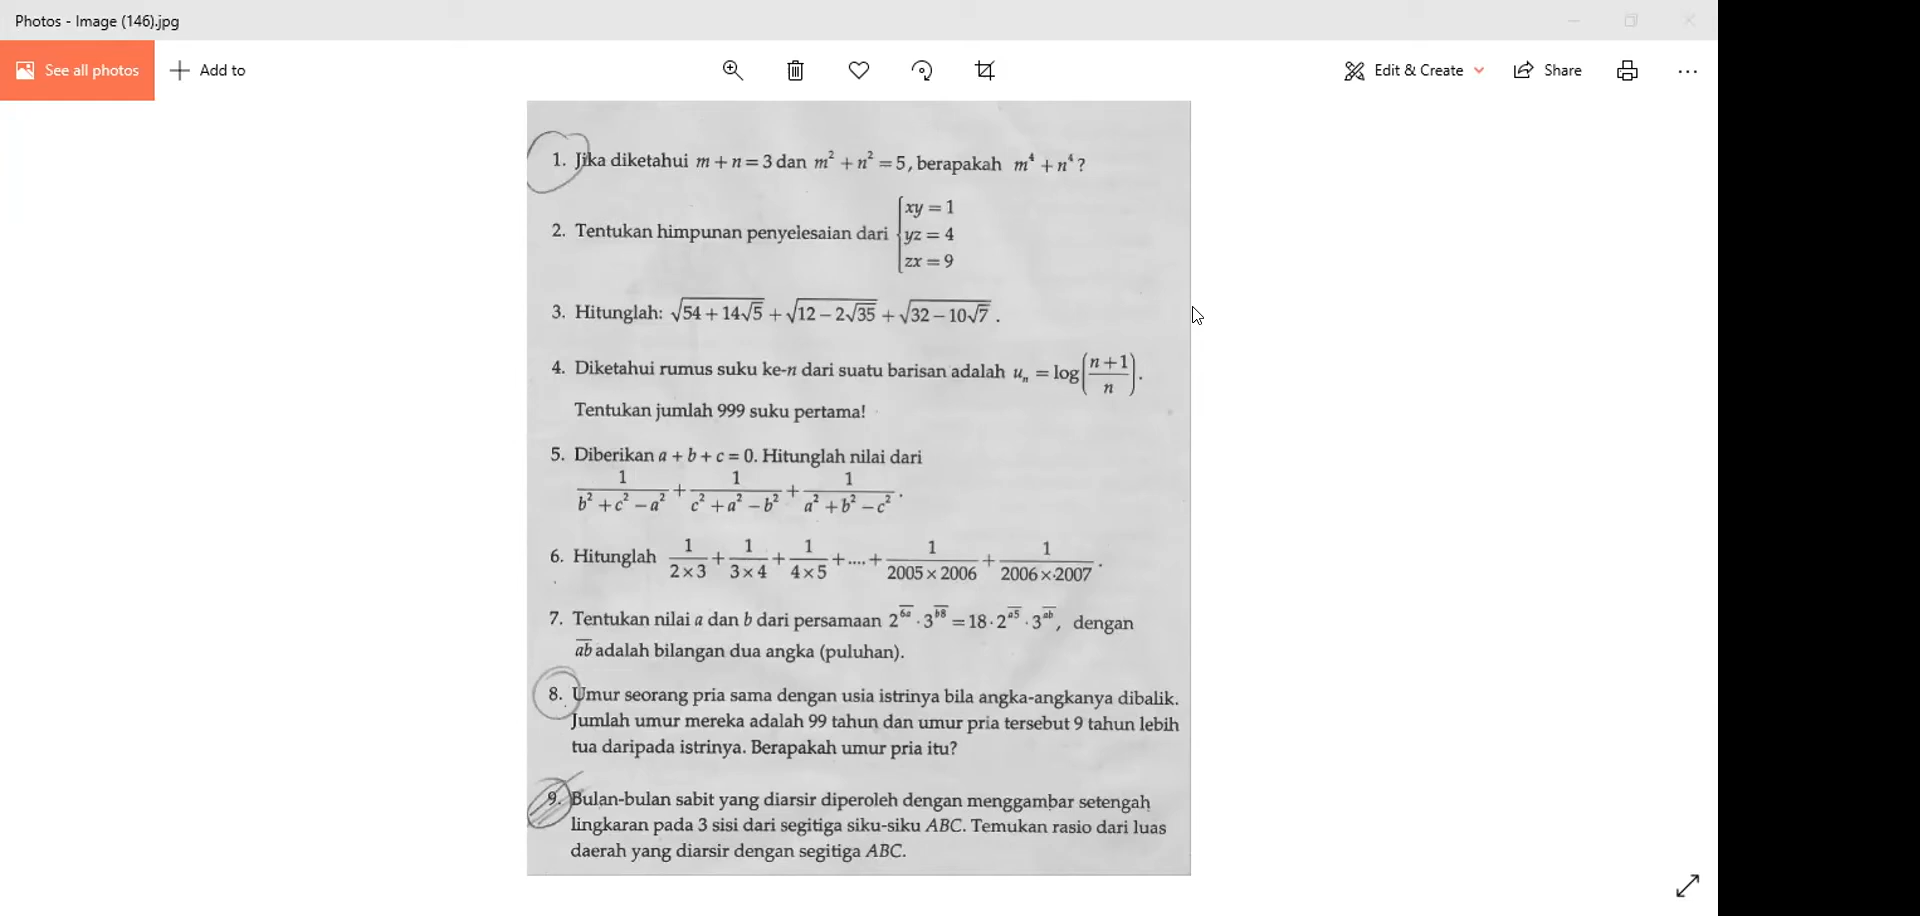 Photos - Image (146).jpg
See all photos
Add to
Edit & Create
Share
1. Jika diketahui m + n = 3 dan m² + n² = 5, berapakah m⁴ + n⁴ ?
xy = 1
2. Tentukan himpunan penyelesaian dari yz = 4
zx = 9
3. Hitunglah: √(54 + 14√5) + √(12 – 2√35) + √(32 – 10√7) .
4. Diketahui rumus suku ke-n dari suatu barisan adalah uₙ = log((n+1)/n).
Tentukan jumlah 999 suku pertama!
5. Diberikan a + b + c = 0. Hitunglah nilai dari
1/(b² + c² – a²) + 1/(c² + a² – b²) + 1/(a² + b² – c²) .
6. Hitunglah 1/(2×3) + 1/(3×4) + 1/(4×5) + .... + 1/(2005×2006) + 1/(2006×2007) .
7. Tentukan nilai a dan b dari persamaan 2^(6a̅) · 3^(b8̅) = 18 · 2^(a5̅) · 3^(ab̅), dengan
ab̅ adalah bilangan dua angka (puluhan).
8. Umur seorang pria sama dengan usia istrinya bila angka-angkanya dibalik.
Jumlah umur mereka adalah 99 tahun dan umur pria tersebut 9 tahun lebih
tua daripada istrinya. Berapakah umur pria itu?
9. Bulan-bulan sabit yang diarsir diperoleh dengan menggambar setengah
lingkaran pada 3 sisi dari segitiga siku-siku ABC. Temukan rasio dari luas
daerah yang diarsir dengan segitiga ABC.